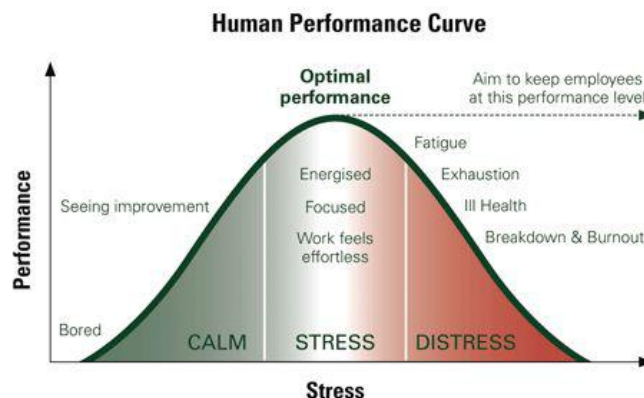 Human Performance Curve
Optimal
performance
Aim to keep employees
at this performance level
Fatigue
Energised
Exhaustion
Seeing improvement
Focused
Ill Health
Work feels
effortless
Breakdown & Burnout
Performance
Bored
CALM
STRESS
DISTRESS
Stress